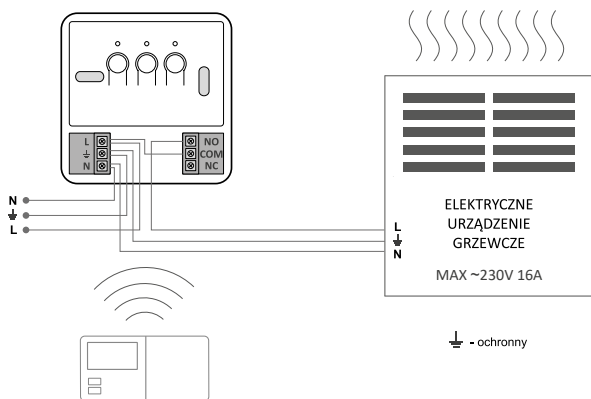 L
N
NO
COM
NC
N
L
L
N
ELEKTRYCZNE
URZĄDZENIE
GRZEWCZE
MAX ~230V 16A
- ochronny